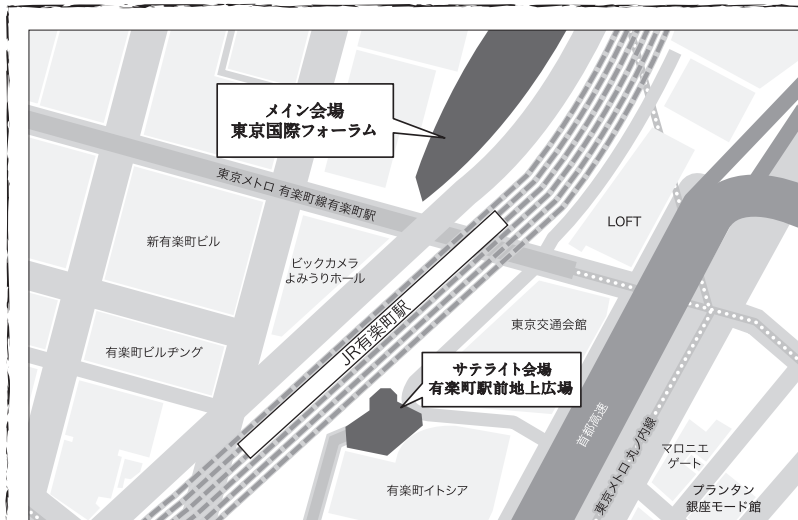 メイン会場
東京国際フォーラム
東京メトロ 有楽町線有楽町駅
新有楽町ビル
ビックカメラ
よみうりホール
LOFT
JR有楽町駅
東京交通会館
有楽町ビルヂング
サテライト会場
有楽町駅前地上広場
首都高速
東京メトロ 丸ノ内線
マロニエ
ゲート
有楽町イトシア
プランタン
銀座モード館